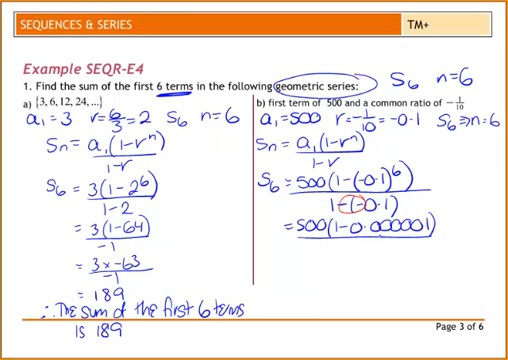 SEQUENCES & SERIES
TM+
Example SEQR-E4
1. Find the sum of the first 6 terms in the following geometric series:
S₆ n=6
a) {3, 6, 12, 24, ...}
a₁=3 r=6/3=2 S₆ n=6
Sn = a₁(1-rⁿ)/1-r
S₆ = 3(1-2⁶)/1-2
= 3(1-64)/-1
= 3×-63/-1
= 189
∴ The sum of the first 6 terms
is 189
b) first term of 500 and a common ratio of -1/10
a₁=500 r=-1/10=-0.1 S₆⇒n=6
Sn = a₁(1-rⁿ)/1-r
S₆ = 500(1-(-0.1)⁶)/1-(-0.1)
= 500(1-0.000001)
Page 3 of 6